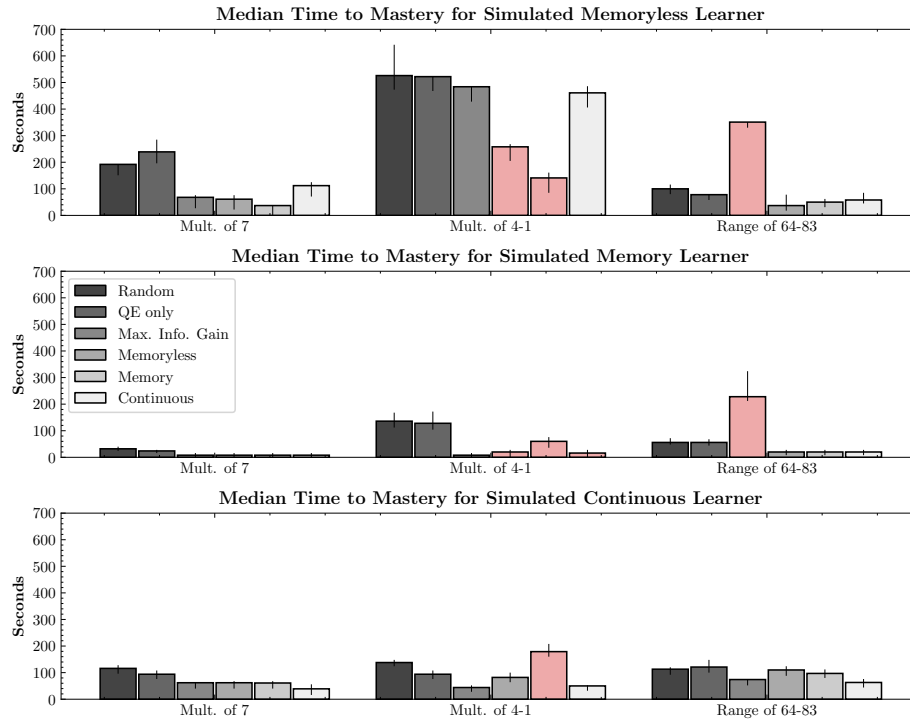 Median Time to Mastery for Simulated Memoryless Learner
700
600
500
400
300
200
100
0
Seconds
Mult. of 7
Mult. of 4-1
Range of 64-83
Median Time to Mastery for Simulated Memory Learner
700
600
500
400
300
200
100
0
Seconds
Random
QE only
Max. Info. Gain
Memoryless
Memory
Continuous
Mult. of 7
Mult. of 4-1
Range of 64-83
Median Time to Mastery for Simulated Continuous Learner
700
600
500
400
300
200
100
0
Seconds
Mult. of 7
Mult. of 4-1
Range of 64-83